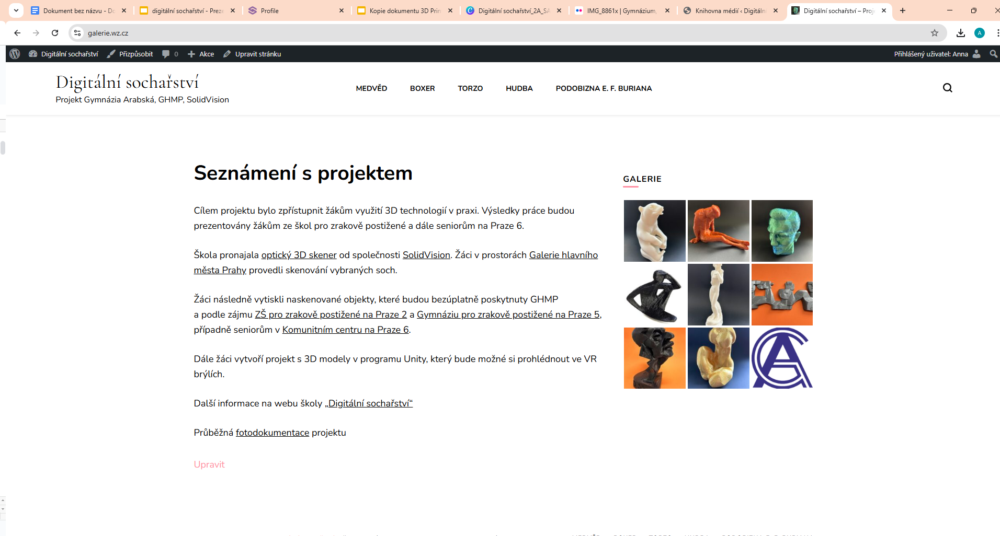 Dokument bez názvu - Do
digitální sochařství - Preze
Profile
Kopie dokumentu 3D Prin
Digitální sochařství_2A_SA
IMG_8861x | Gymnázium,
Knihovna médií ‹ Digitální
Digitální sochařství – Proje
galerie.wz.cz
A
Digitální sochařství
Přizpůsobit
0
Akce
Upravit stránku
Přihlášený uživatel: Anna
Digitální sochařství
Projekt Gymnázia Arabská, GHMP, SolidVision
MEDVĚD
BOXER
TORZO
HUDBA
PODOBIZNA E. F. BURIANA
Seznámení s projektem
Cílem projektu bylo zpřístupnit žákům využití 3D technologií v praxi. Výsledky práce budou
prezentovány žákům ze škol pro zrakově postižené a dále seniorům na Praze 6.
Škola pronajala optický 3D skener od společnosti SolidVision. Žáci v prostorách Galerie hlavního
města Prahy provedli skenování vybraných soch.
Žáci následně vytiskli naskenované objekty, které budou bezúplatně poskytnuty GHMP
a podle zájmu ZŠ pro zrakově postižené na Praze 2 a Gymnáziu pro zrakově postižené na Praze 5,
případně seniorům v Komunitním centru na Praze 6.
Dále žáci vytvoří projekt s 3D modely v programu Unity, který bude možné si prohlédnout ve VR
brýlích.
Další informace na webu školy „Digitální sochařství“
Průběžná fotodokumentace projektu
Upravit
GALERIE